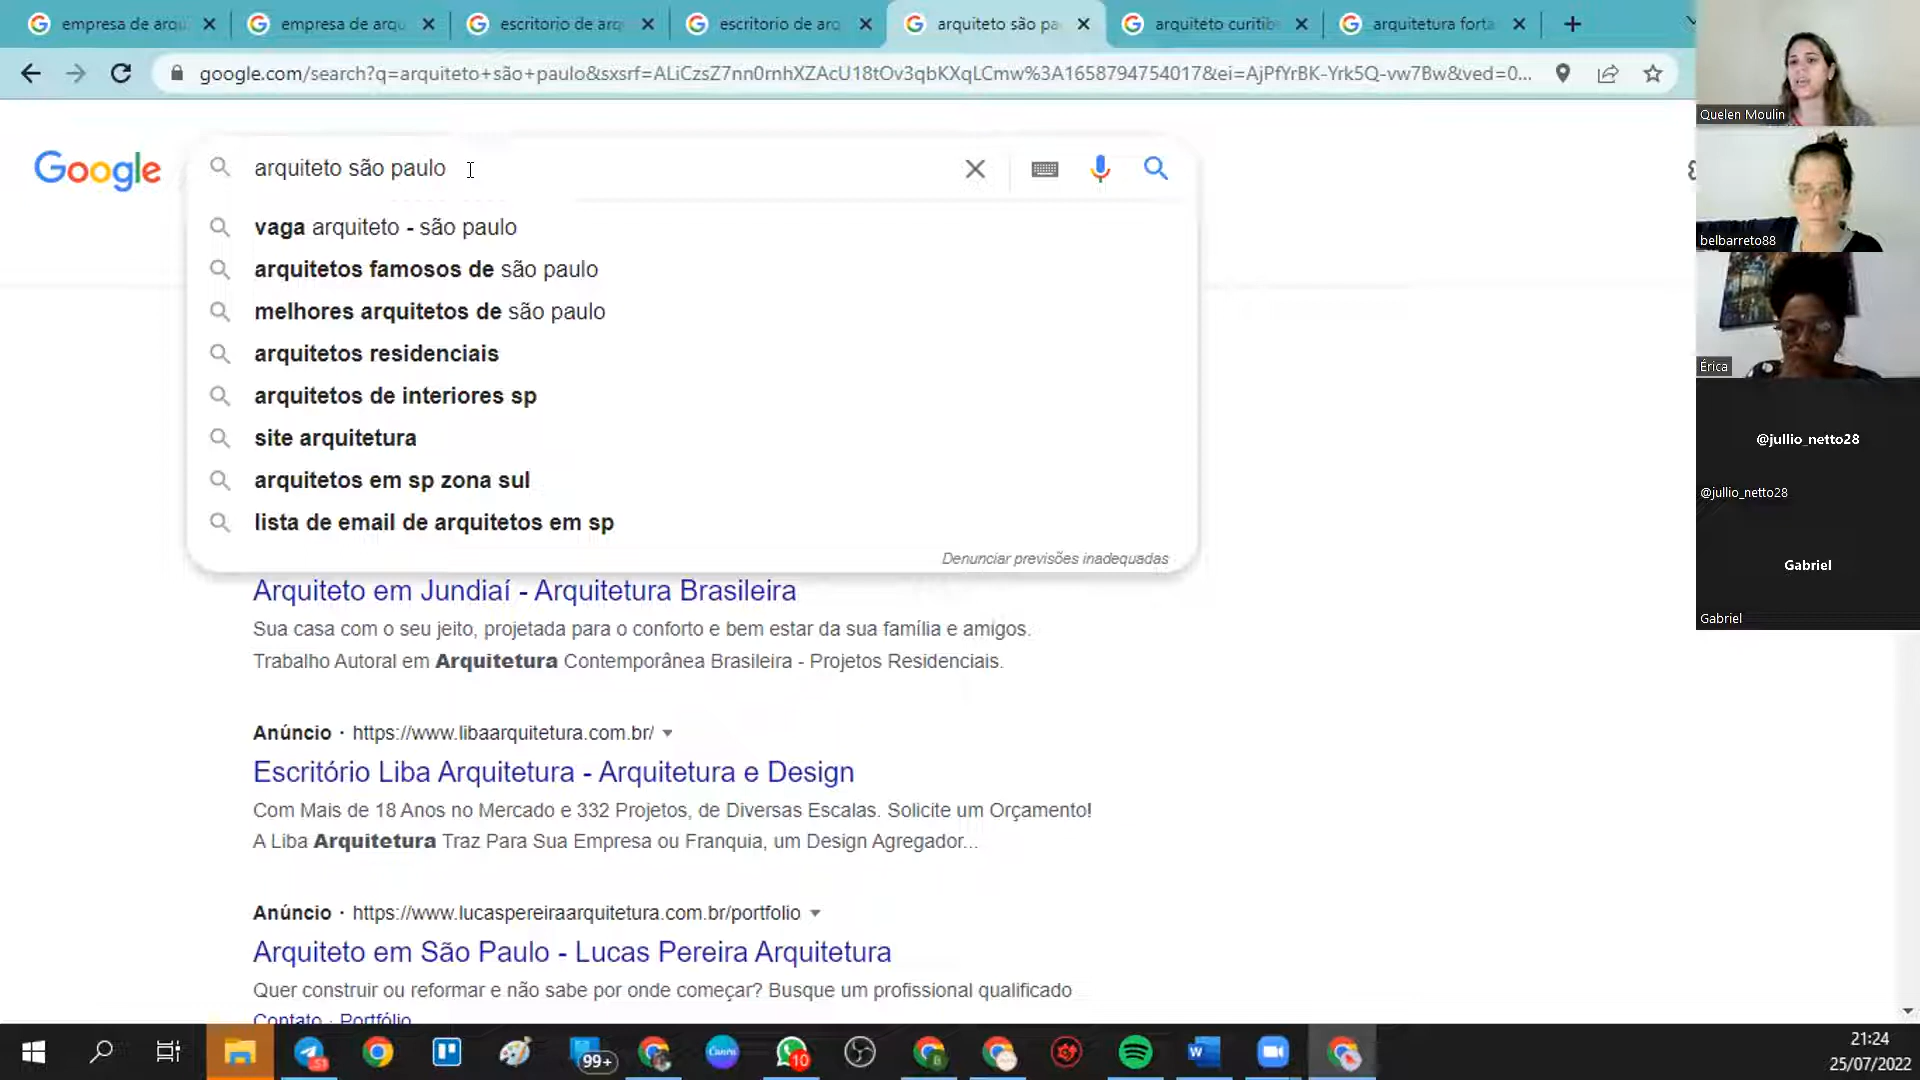 empresa de arqu
empresa de arqu
escritorio de arq
escritorio de arq
arquiteto são pa
arquiteto curitib
arquitetura forta
google.com/search?q=arquiteto+são+paulo&sxsrf=ALiCzsZ7nn0rnhXZAcU18tOv3qbKXqLCmw%3A1658794754017&ei=AjPfYrBK-Yrk5Q-vw7Bw&ved=0...
Google
arquiteto são paulo
vaga arquiteto - são paulo
arquitetos famosos de são paulo
melhores arquitetos de são paulo
arquitetos residenciais
arquitetos de interiores sp
site arquitetura
arquitetos em sp zona sul
lista de email de arquitetos em sp
Denunciar previsões inadequadas
Arquiteto em Jundiaí - Arquitetura Brasileira
Sua casa com o seu jeito, projetada para o conforto e bem estar da sua família e amigos.
Trabalho Autoral em Arquitetura Contemporânea Brasileira - Projetos Residenciais.
Anúncio · https://www.libaarquitetura.com.br/
Escritório Liba Arquitetura - Arquitetura e Design
Com Mais de 18 Anos no Mercado e 332 Projetos, de Diversas Escalas. Solicite um Orçamento!
A Liba Arquitetura Traz Para Sua Empresa ou Franquia, um Design Agregador...
Anúncio · https://www.lucaspereiraarquitetura.com.br/portfolio
Arquiteto em São Paulo - Lucas Pereira Arquitetura
Quer construir ou reformar e não sabe por onde começar? Busque um profissional qualificado
Contato · Portfólio
Quelen Moulin
belbarreto88
Érica
@jullio_netto28
@jullio_netto28
Gabriel
Gabriel
51
99+
Canva
10
21:24
25/07/2022